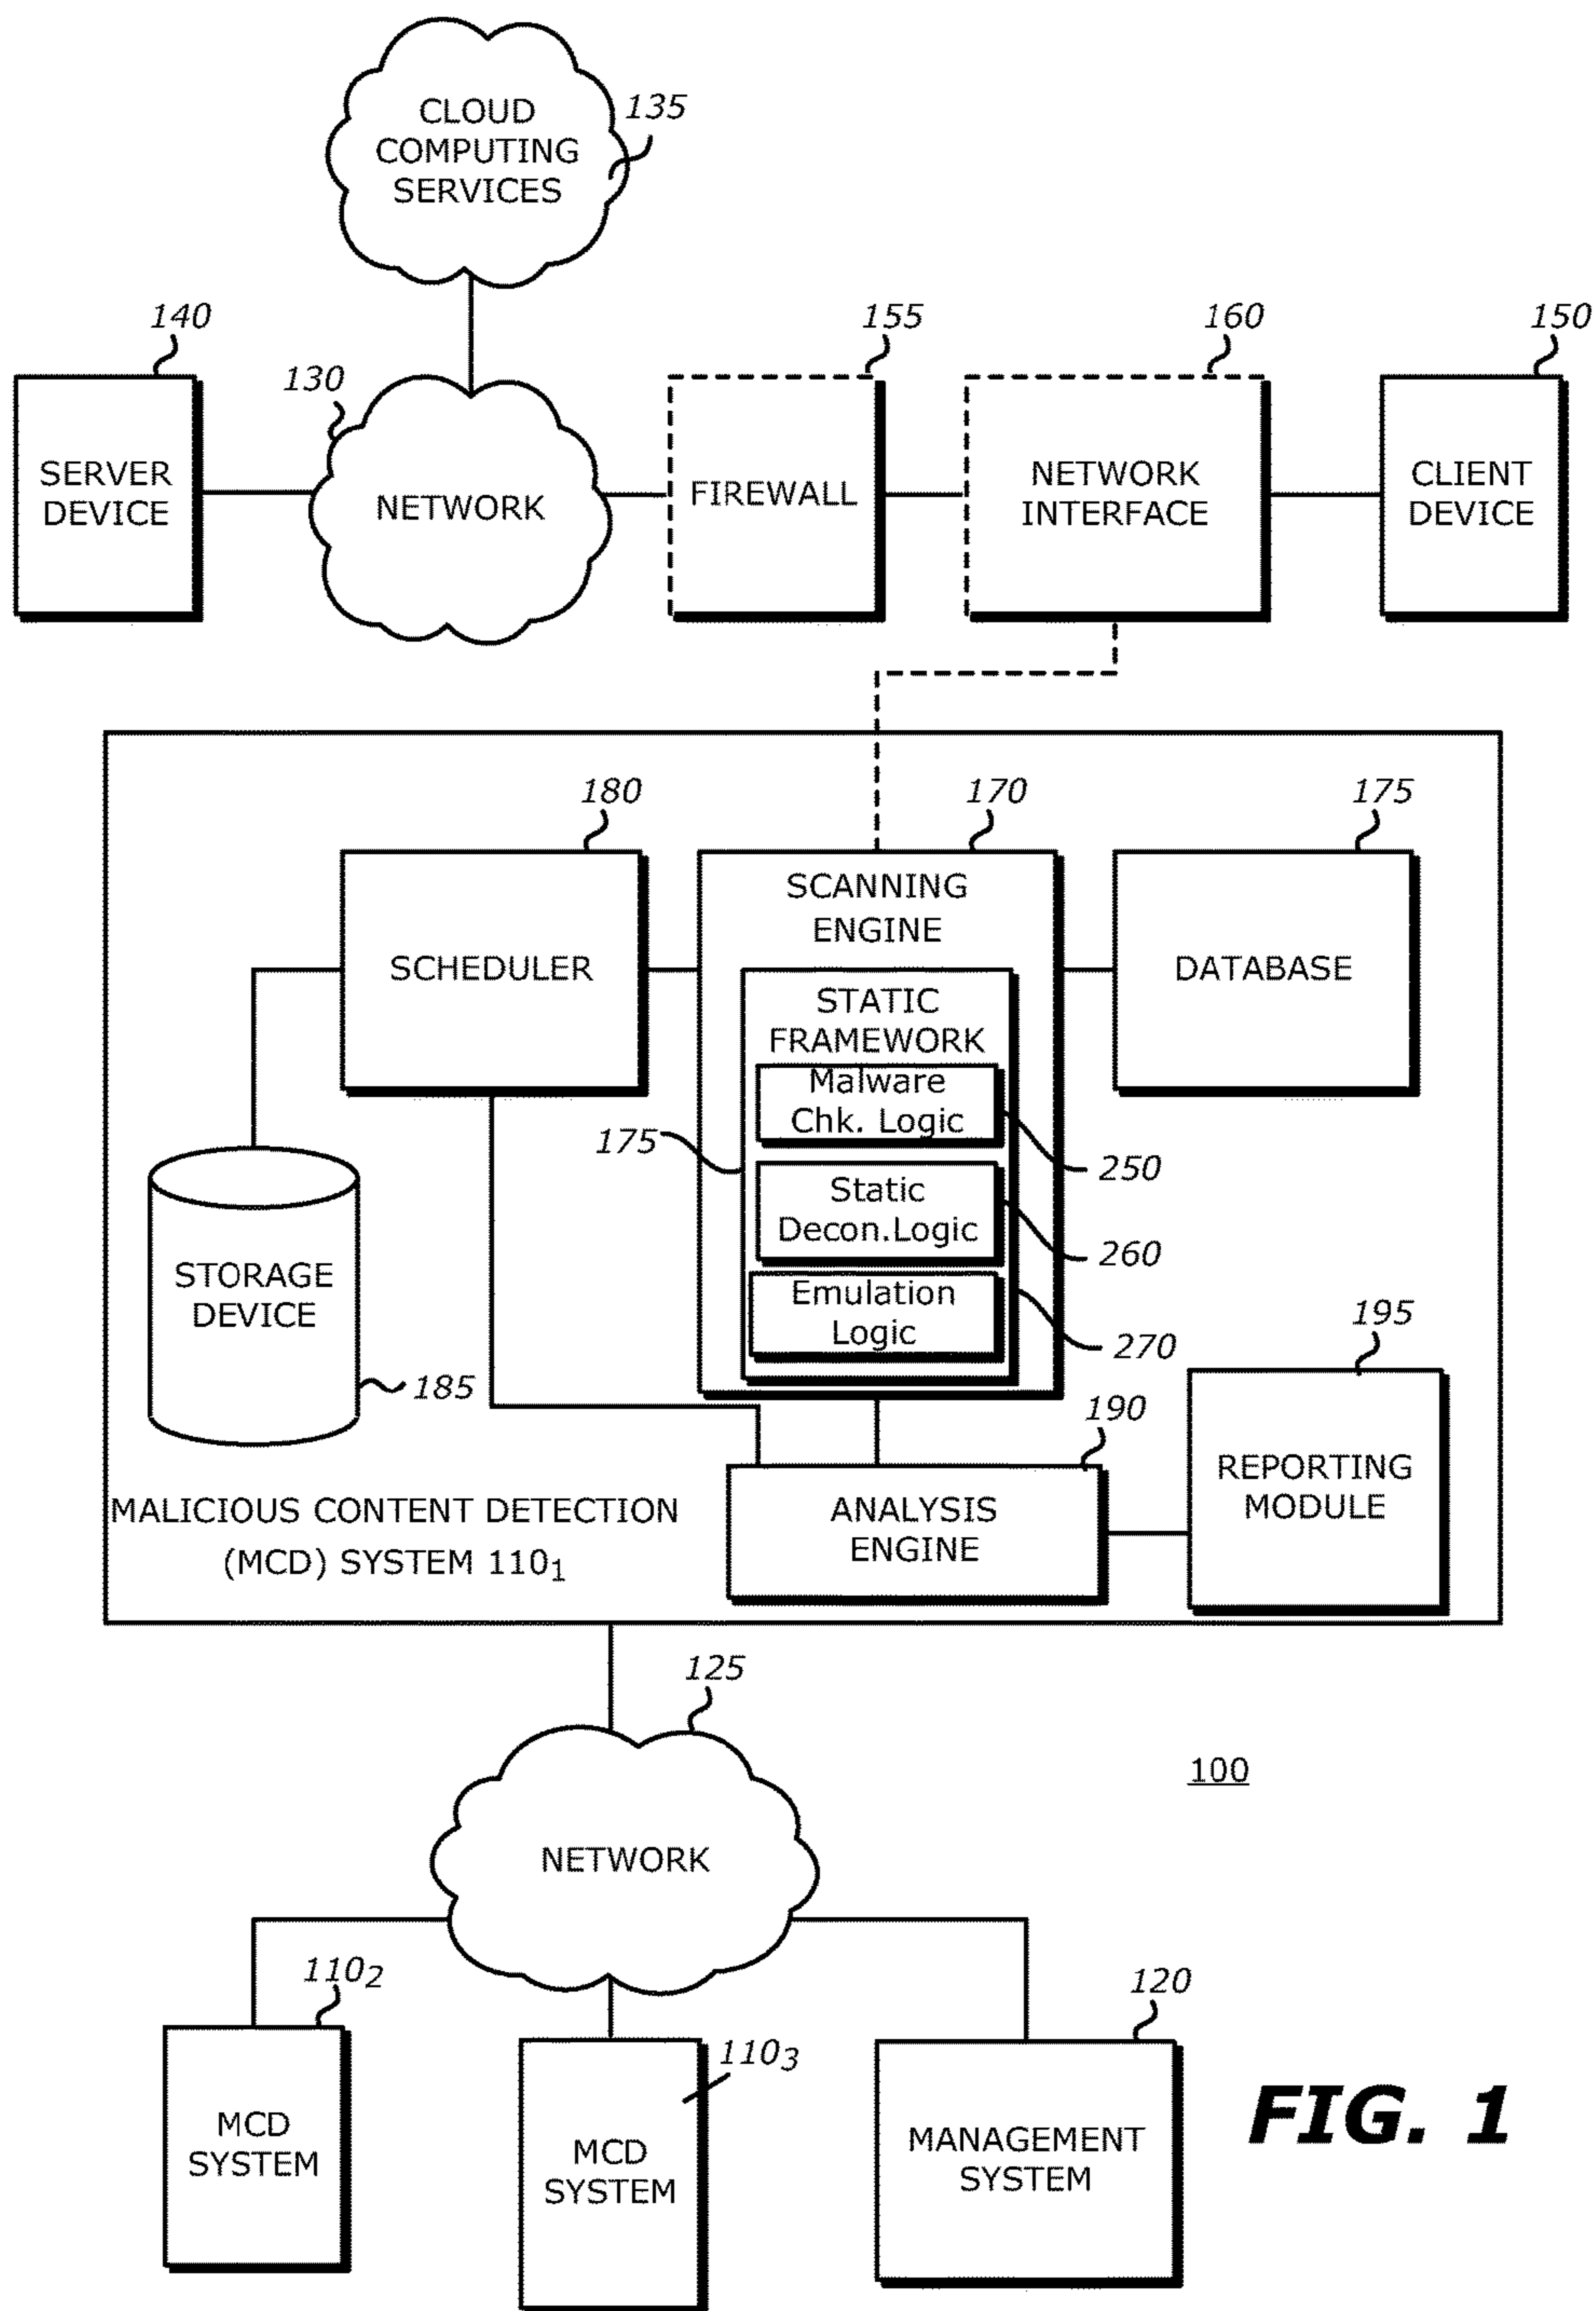 CLOUD
COMPUTING
SERVICES
135
140
130
155
160
150
SERVER
DEVICE
NETWORK
FIREWALL
NETWORK
INTERFACE
CLIENT
DEVICE
180
170
175
SCANNING
ENGINE
SCHEDULER
DATABASE
STATIC
FRAMEWORK
Malware
Chk. Logic
175
250
Static
Decon.Logic
260
STORAGE
DEVICE
Emulation
Logic
270
185
195
190
REPORTING
MODULE
ANALYSIS
ENGINE
MALICIOUS CONTENT DETECTION
(MCD) SYSTEM 110₁
125
100
NETWORK
110₂
110₃
120
MCD
SYSTEM
MCD
SYSTEM
MANAGEMENT
SYSTEM
FIG. 1